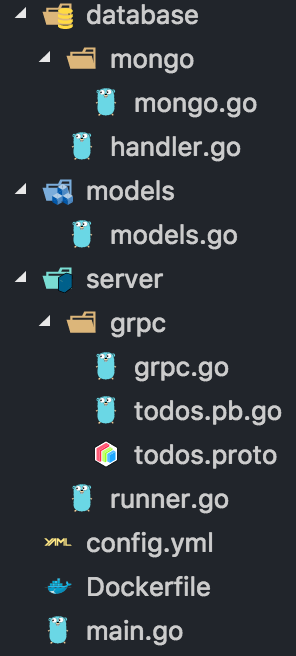 database
mongo
mongo.go
handler.go
models
models.go
server
grpc
grpc.go
todos.pb.go
todos.proto
runner.go
YAML config.yml
Dockerfile
main.go